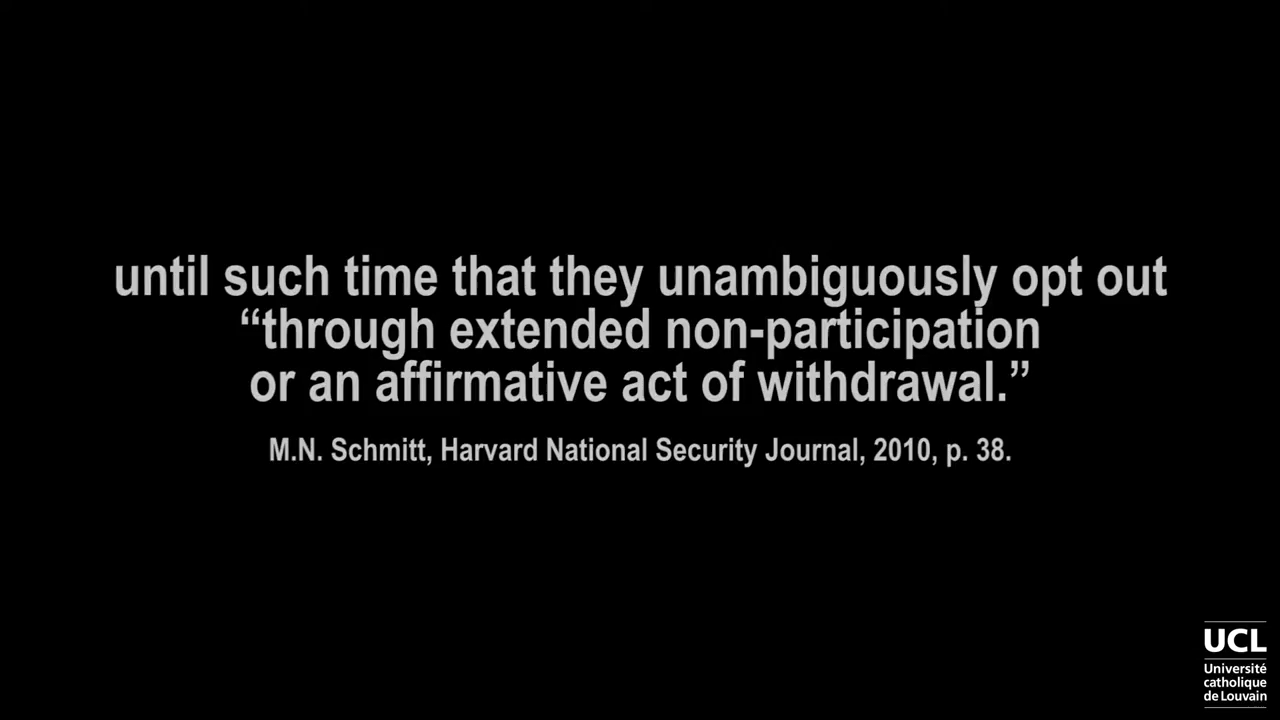 until such time that they unambiguously opt out
“through extended non-participation
or an affirmative act of withdrawal.”
M.N. Schmitt, Harvard National Security Journal, 2010, p. 38.
UCL
Université
catholique
de Louvain